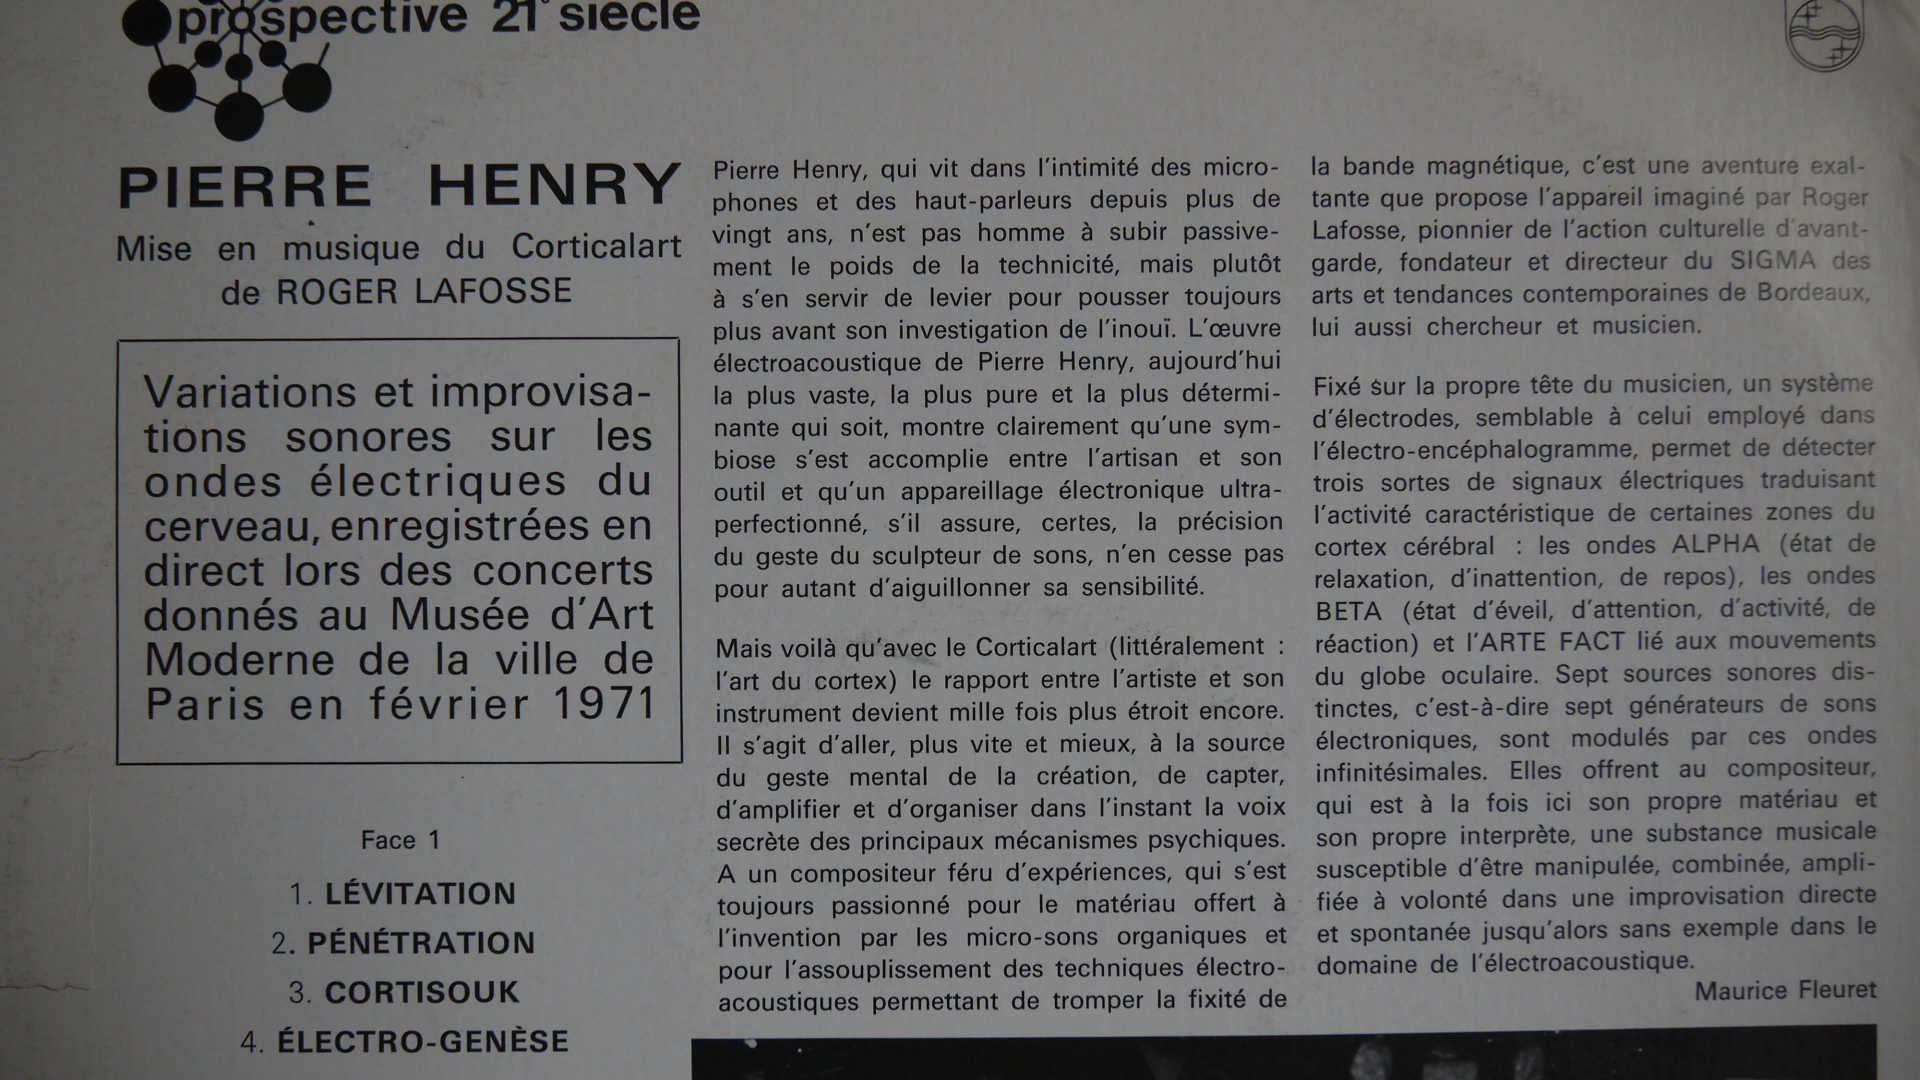 prospective 21e siècle
PIERRE HENRY
Mise en musique du Corticalart
de ROGER LAFOSSE
Variations et improvisa-
tions sonores sur les
ondes électriques du
cerveau, enregistrées en
direct lors des concerts
donnés au Musée d'Art
Moderne de la ville de
Paris en février 1971
Face 1
1. LÉVITATION
2. PÉNÉTRATION
3. CORTISOUK
4. ÉLECTRO-GENÈSE
Pierre Henry, qui vit dans l'intimité des micro-
phones et des haut-parleurs depuis plus de
vingt ans, n'est pas homme à subir passive-
ment le poids de la technicité, mais plutôt
à s'en servir de levier pour pousser toujours
plus avant son investigation de l'inouï. L'œuvre
électroacoustique de Pierre Henry, aujourd'hui
la plus vaste, la plus pure et la plus détermi-
nante qui soit, montre clairement qu'une sym-
biose s'est accomplie entre l'artisan et son
outil et qu'un appareillage électronique ultra-
perfectionné, s'il assure, certes, la précision
du geste du sculpteur de sons, n'en cesse pas
pour autant d'aiguillonner sa sensibilité.
Mais voilà qu'avec le Corticalart (littéralement :
l'art du cortex) le rapport entre l'artiste et son
instrument devient mille fois plus étroit encore.
Il s'agit d'aller, plus vite et mieux, à la source
du geste mental de la création, de capter,
d'amplifier et d'organiser dans l'instant la voix
secrète des principaux mécanismes psychiques.
A un compositeur féru d'expériences, qui s'est
toujours passionné pour le matériau offert à
l'invention par les micro-sons organiques et
pour l'assouplissement des techniques électro-
acoustiques permettant de tromper la fixité de
la bande magnétique, c'est une aventure exal-
tante que propose l'appareil imaginé par Roger
Lafosse, pionnier de l'action culturelle d'avant-
garde, fondateur et directeur du SIGMA des
arts et tendances contemporaines de Bordeaux,
lui aussi chercheur et musicien.
Fixé sur la propre tête du musicien, un système
d'électrodes, semblable à celui employé dans
l'électro-encéphalogramme, permet de détecter
trois sortes de signaux électriques traduisant
l'activité caractéristique de certaines zones du
cortex cérébral : les ondes ALPHA (état de
relaxation, d'inattention, de repos), les ondes
BETA (état d'éveil, d'attention, d'activité, de
réaction) et l'ARTE FACT lié aux mouvements
du globe oculaire. Sept sources sonores dis-
tinctes, c'est-à-dire sept générateurs de sons
électroniques, sont modulés par ces ondes
infinitésimales. Elles offrent au compositeur,
qui est à la fois ici son propre matériau et
son propre interprète, une substance musicale
susceptible d'être manipulée, combinée, ampli-
fiée à volonté dans une improvisation directe
et spontanée jusqu'alors sans exemple dans le
domaine de l'électroacoustique.
Maurice Fleuret